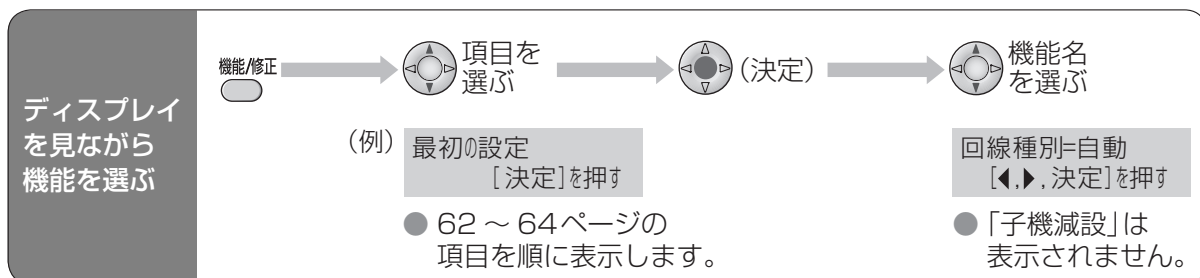 ディスプレイ
を見ながら
機能を選ぶ
機能/修正
項目を
選ぶ
(決定)
機能名
を選ぶ
(例)
最初の設定
[決定]を押す
● 62～64ページの
項目を順に表示します。
回線種別=自動
[◀,▶,決定]を押す
● 「子機減設」は
表示されません。